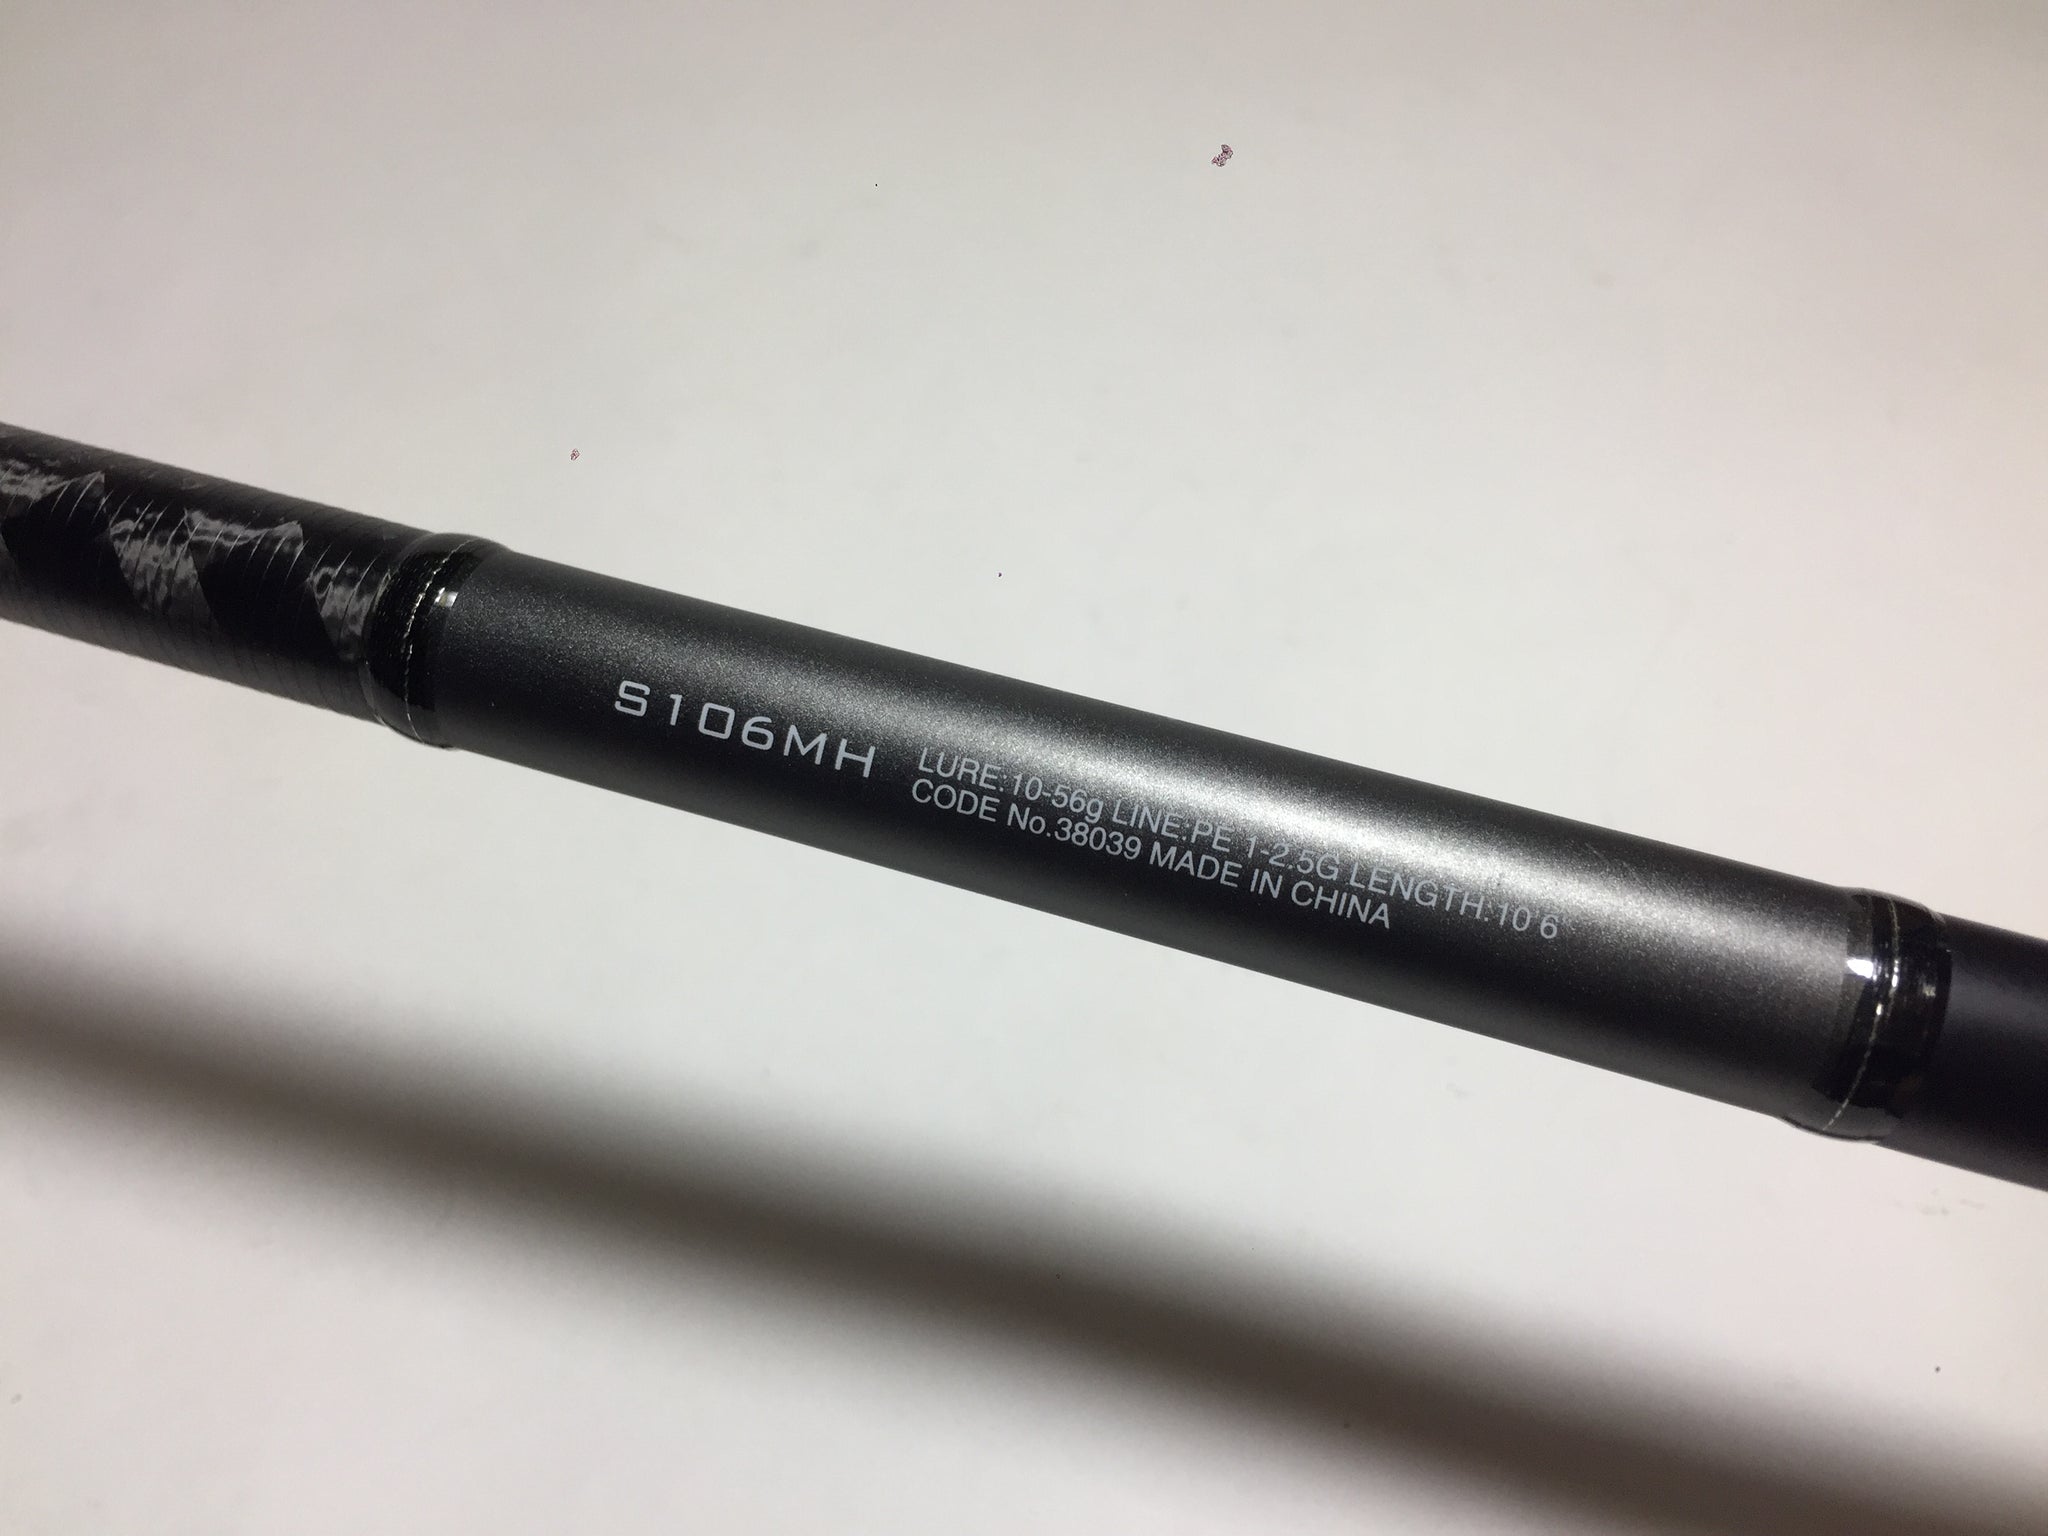 S106MH
LURE:10-56g LINE:PE 1-2.5G LENGTH:10'6"
CODE No.38039 MADE IN CHINA